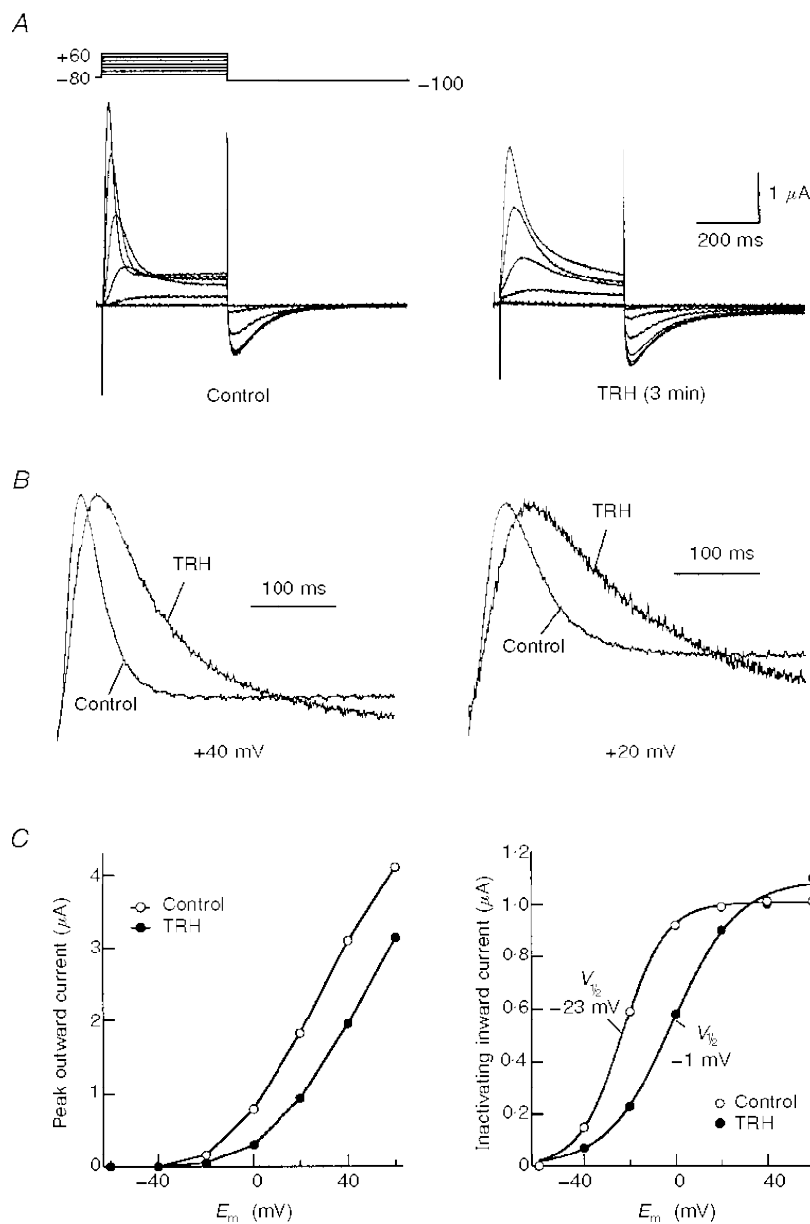 A
+60
−80
−100
1 μA
200 ms
Control
TRH (3 min)
B
TRH
100 ms
Control
+40 mV
TRH
100 ms
Control
+20 mV
C
Peak outward current (μA)
4
3
2
1
0
Control
TRH
−40
0
40
Em (mV)
Inactivating inward current (μA)
1·2
1·0
0·8
0·6
0·4
0·2
0
V½
−23 mV
V½
−1 mV
Control
TRH
−40
0
40
Em (mV)